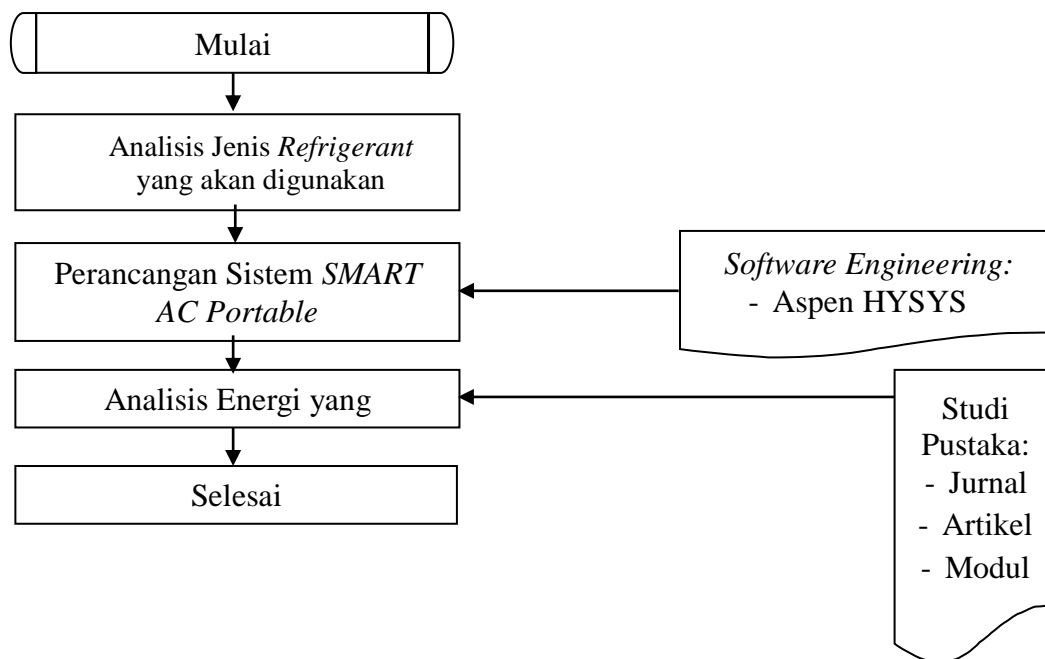 Mulai
Analisis Jenis Refrigerant
yang akan digunakan
Perancangan Sistem SMART
AC Portable
Software Engineering:
- Aspen HYSYS
Analisis Energi yang
Studi
Pustaka:
- Jurnal
- Artikel
- Modul
Selesai